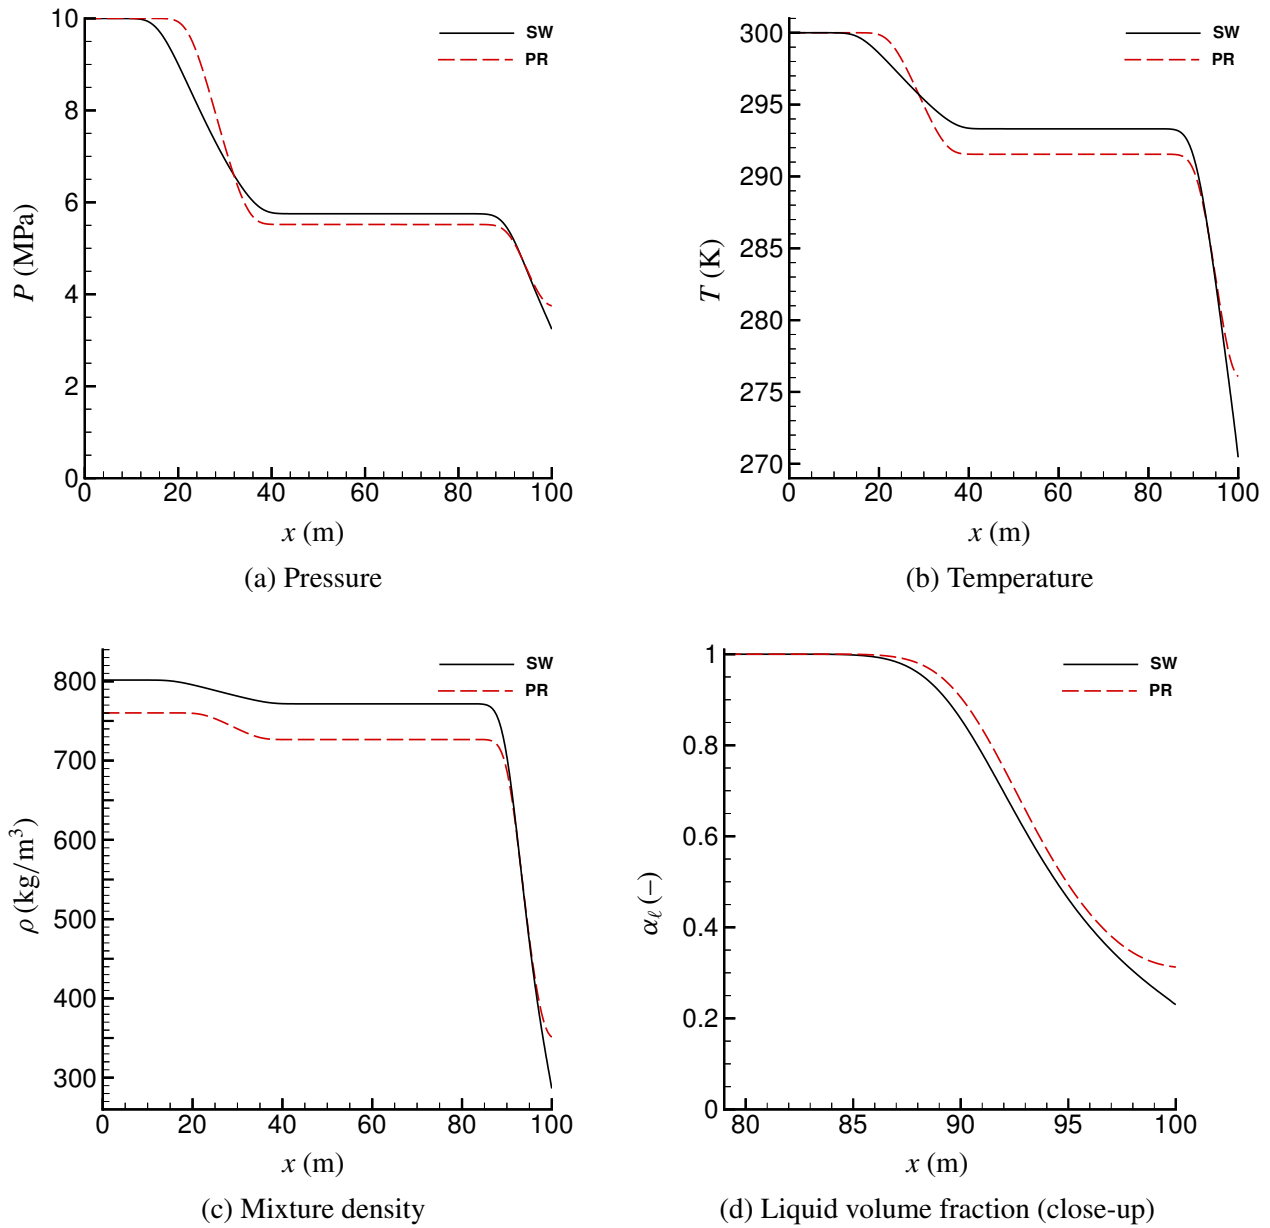 10
8
6
4
2
0
0 20 40 60 80 100
P (MPa)
x (m)
SW
PR
(a) Pressure
300
295
290
285
280
275
270
0 20 40 60 80 100
T (K)
x (m)
SW
PR
(b) Temperature
800
700
600
500
400
300
0 20 40 60 80 100
ρ (kg/m³)
x (m)
SW
PR
(c) Mixture density
1
0.8
0.6
0.4
0.2
0
80 85 90 95 100
αℓ (−)
x (m)
SW
PR
(d) Liquid volume fraction (close-up)